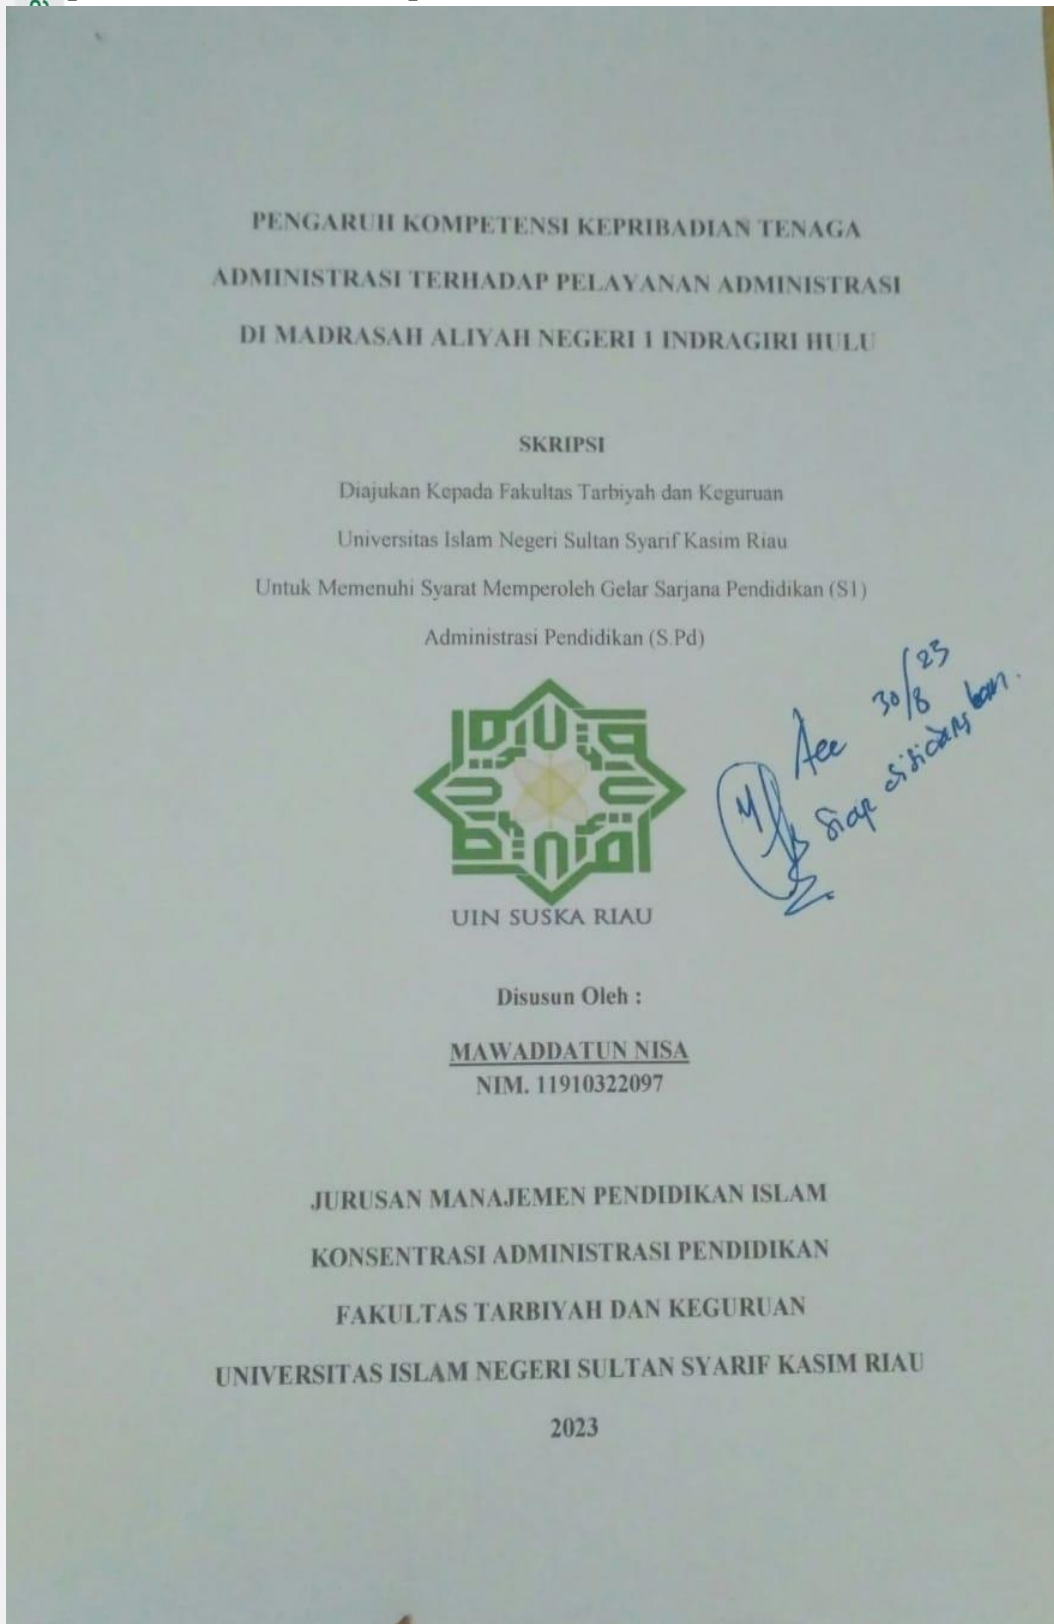 PENGARUH KOMPETENSI KEPRIBADIAN TENAGA
ADMINISTRASI TERHADAP PELAYANAN ADMINISTRASI
DI MADRASAH ALIYAH NEGERI 1 INDRAGIRI HULU
SKRIPSI
Diajukan Kepada Fakultas Tarbiyah dan Keguruan
Universitas Islam Negeri Sultan Syarif Kasim Riau
Untuk Memenuhi Syarat Memperoleh Gelar Sarjana Pendidikan (S1)
Administrasi Pendidikan (S.Pd)
Acc 30/8 23
Siap disidangkan.
UIN SUSKA RIAU
Disusun Oleh :
MAWADDATUN NISA
NIM. 11910322097
JURUSAN MANAJEMEN PENDIDIKAN ISLAM
KONSENTRASI ADMINISTRASI PENDIDIKAN
FAKULTAS TARBIYAH DAN KEGURUAN
UNIVERSITAS ISLAM NEGERI SULTAN SYARIF KASIM RIAU
2023